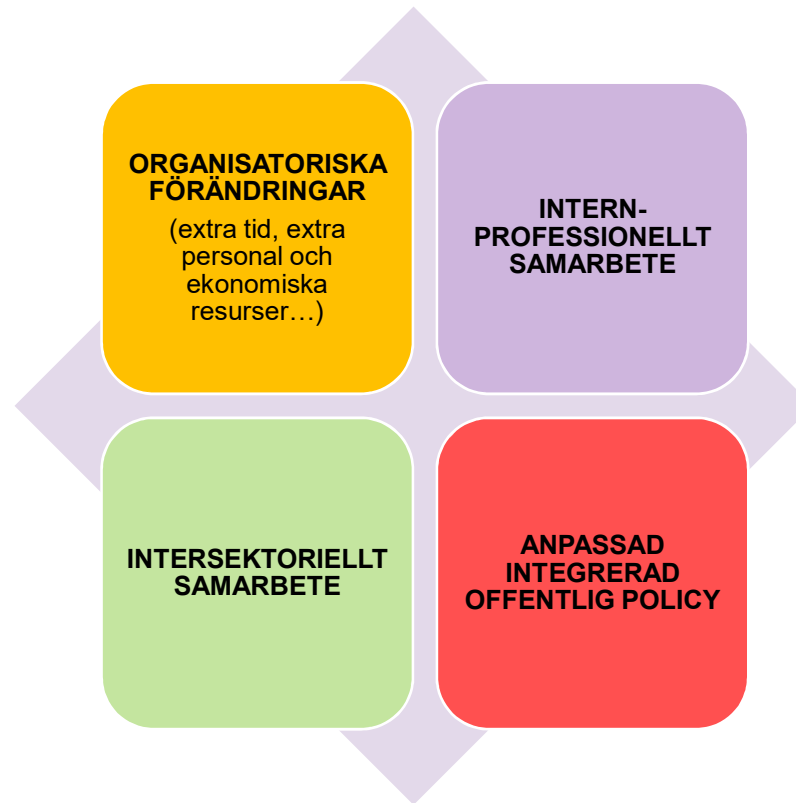 ORGANISATORISKA
FÖRÄNDRINGAR
(extra tid, extra
personal och
ekonomiska
resurser…)
INTERN-
PROFESSIONELLT
SAMARBETE
INTERSEKTORIELLT
SAMARBETE
ANPASSAD
INTEGRERAD
OFFENTLIG POLICY